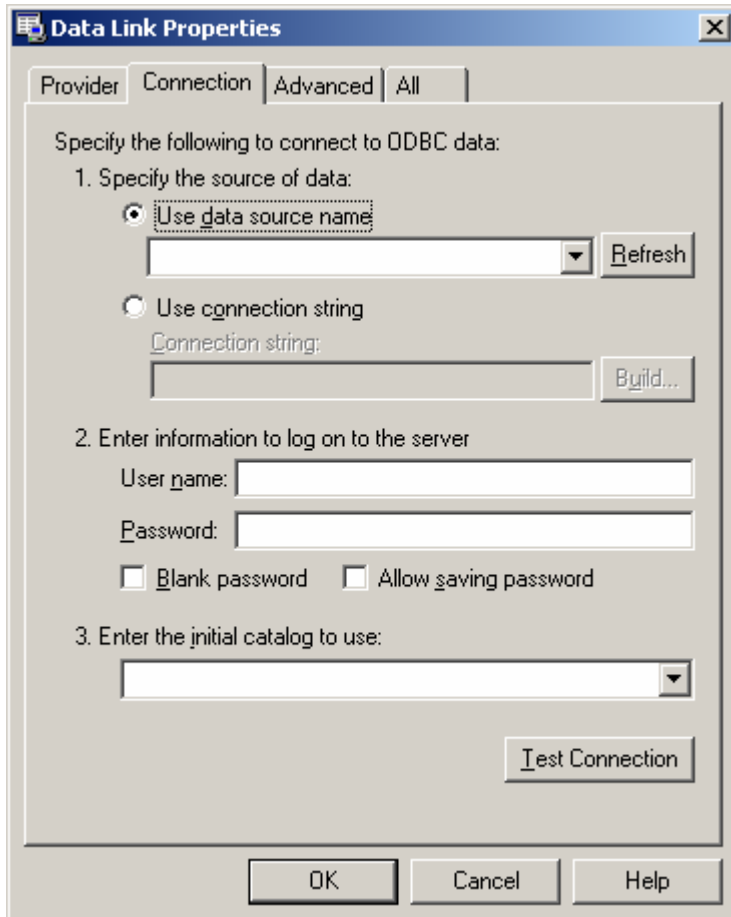 Data Link Properties
Provider Connection Advanced All
Specify the following to connect to ODBC data:
1. Specify the source of data:
Use data source name
Refresh
Use connection string
Connection string:
Build...
2. Enter information to log on to the server
User name:
Password:
Blank password Allow saving password
3. Enter the initial catalog to use:
Test Connection
OK Cancel Help